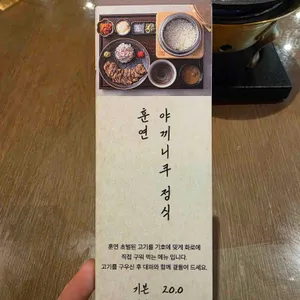 훈연
야끼니쿠 정식
훈연 초벌된 고기를 기호에 맞게 화로에
직접 구워 먹는 메뉴 입니다.
고기를 구우신 후 대파와 함께 곁들여 드세요.
기본 20.0